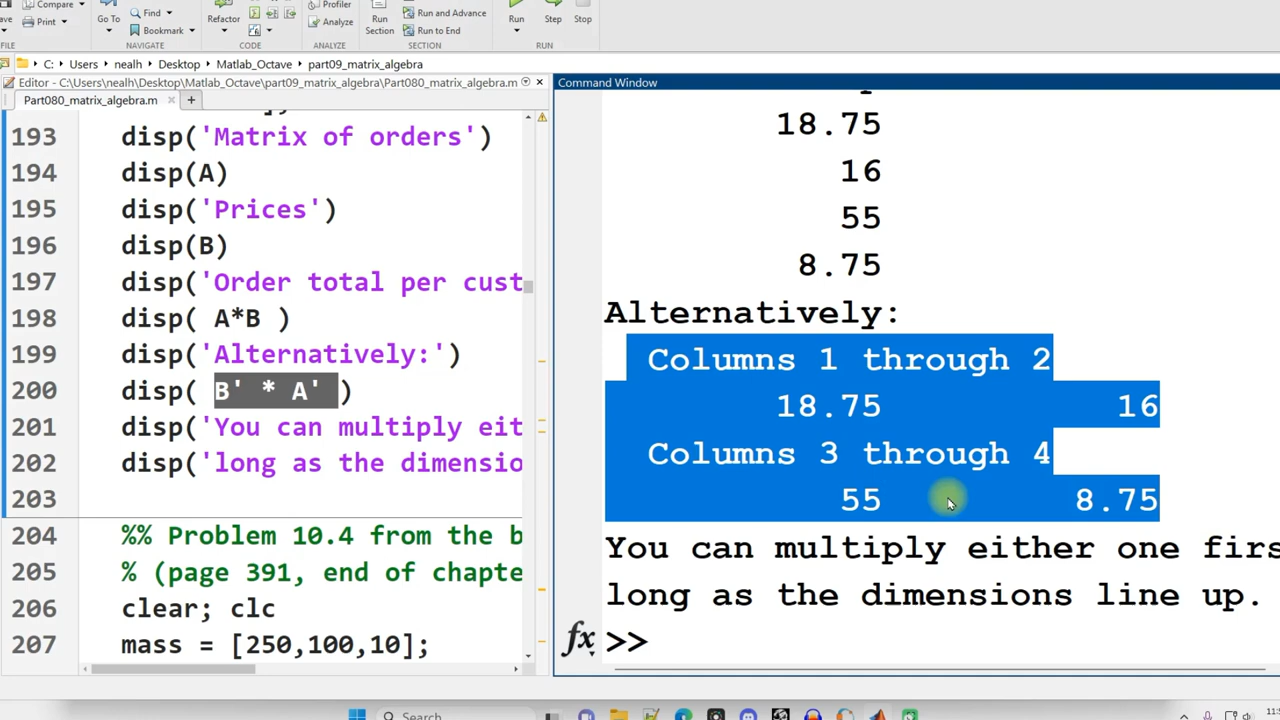 Compare
Print
Go To
Find
Bookmark
Refactor
Profiler
Analyze
Run
Section
Run and Advance
Run to End
Run
Step
Stop
FILE
NAVIGATE
CODE
ANALYZE
SECTION
RUN
C: Users nealh Desktop Matlab_Octave part09_matrix_algebra
Editor - C:\Users\nealh\Desktop\Matlab_Octave\part09_matrix_algebra\Part080_matrix_algebra.m
Part080_matrix_algebra.m
193 disp('Matrix of orders')
194 disp(A)
195 disp('Prices')
196 disp(B)
197 disp('Order total per cust
198 disp( A*B )
199 disp('Alternatively:')
200 disp( B' * A' )
201 disp('You can multiply eit
202 disp('long as the dimensio
203
204 %% Problem 10.4 from the b
205 % (page 391, end of chapte
206 clear; clc
207 mass = [250,100,10];
Command Window
18.75
16
55
8.75
Alternatively:
Columns 1 through 2
18.75 16
Columns 3 through 4
55 8.75
You can multiply either one firs
long as the dimensions line up.
fx >>
Search